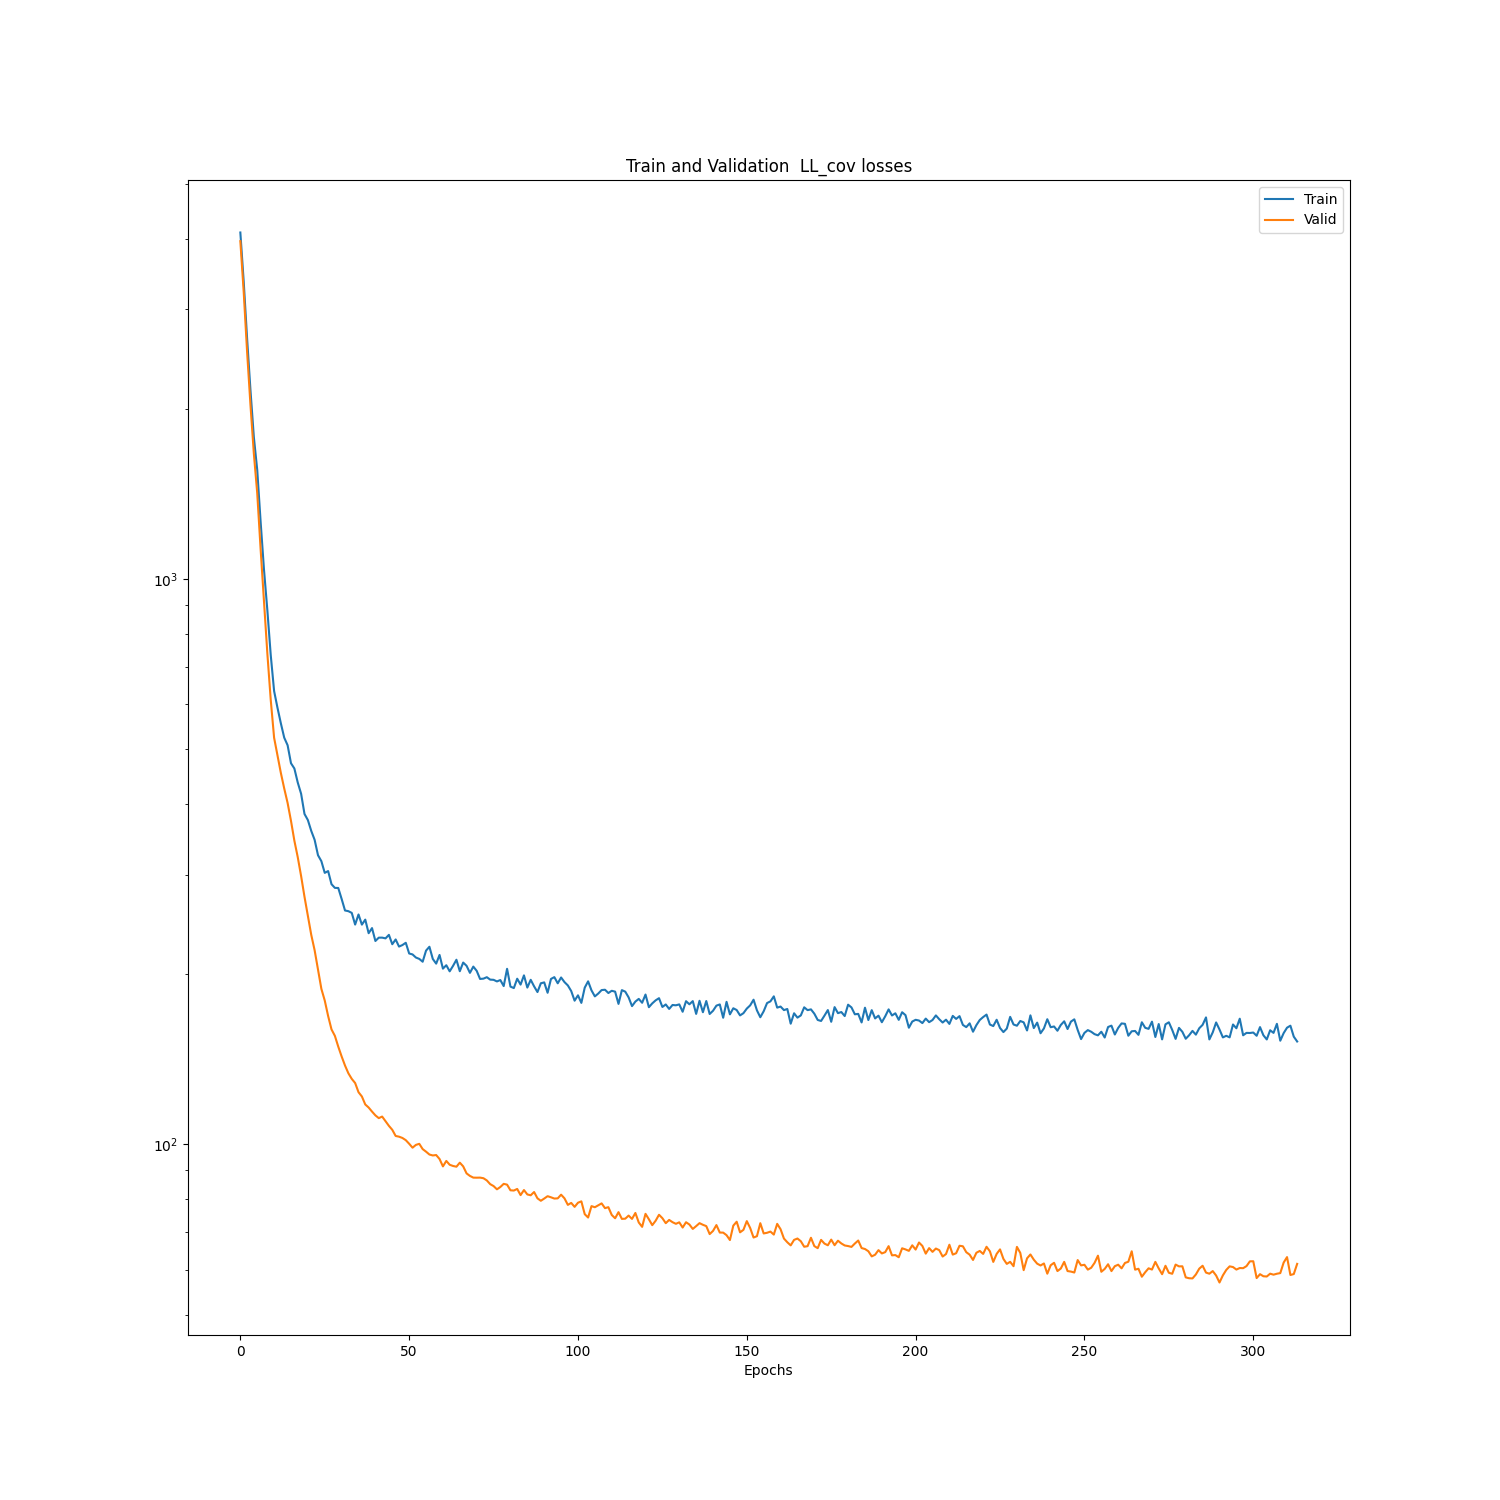 Train and Validation  LL_cov losses
Train
Valid
10³
10²
0 50 100 150 200 250 300
Epochs